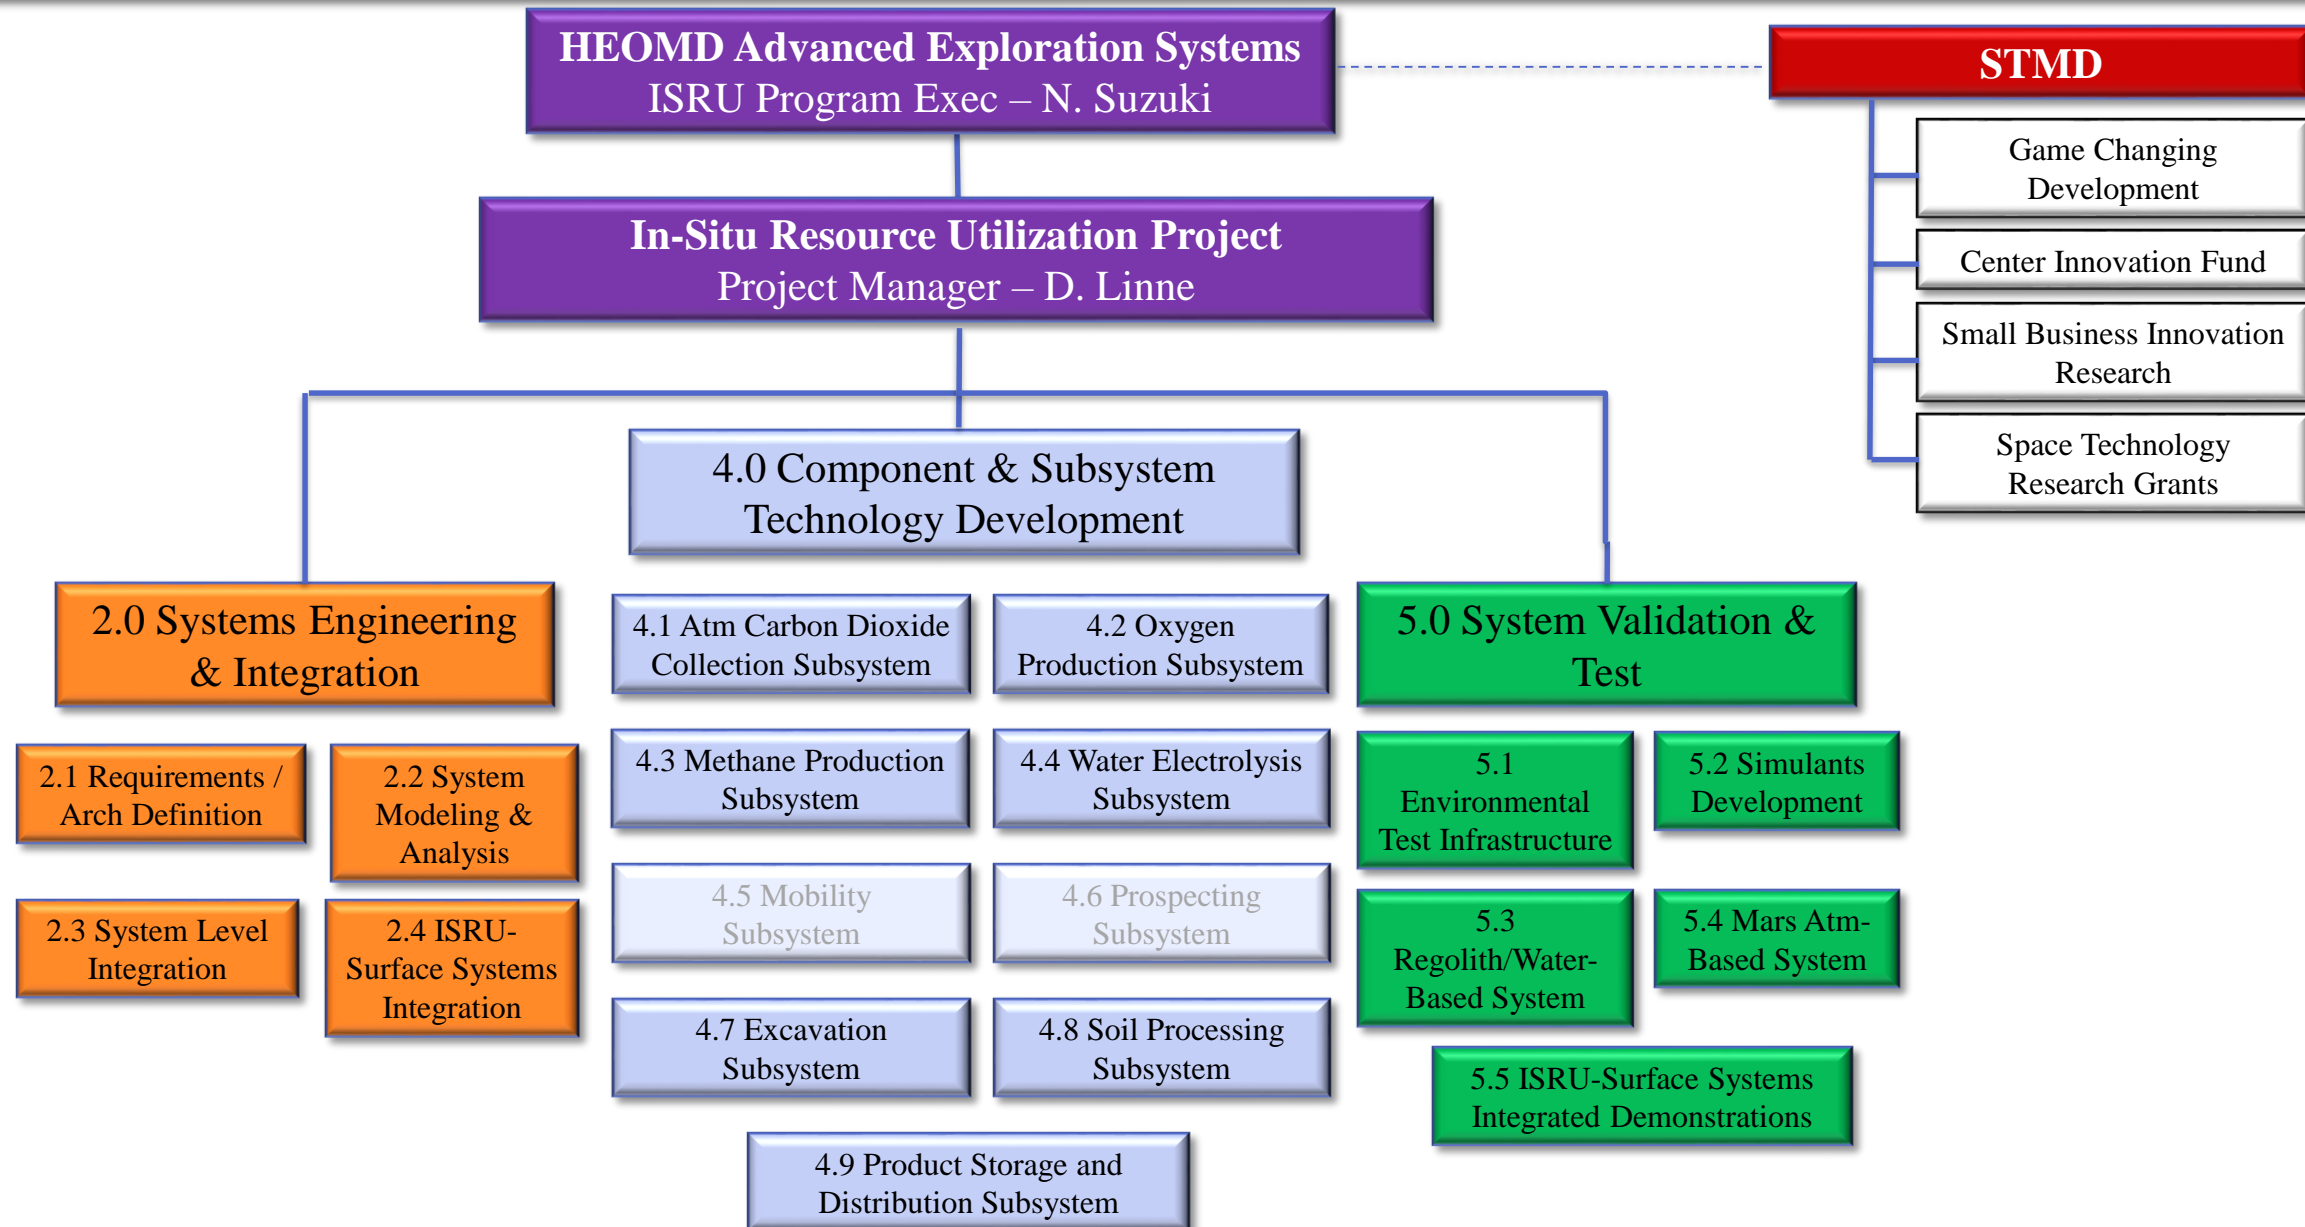 HEOMD Advanced Exploration Systems
ISRU Program Exec – N. Suzuki
STMD
Game Changing
Development
Center Innovation Fund
Small Business Innovation
Research
Space Technology
Research Grants
In-Situ Resource Utilization Project
Project Manager – D. Linne
4.0 Component & Subsystem
Technology Development
2.0 Systems Engineering
& Integration
2.1 Requirements /
Arch Definition
2.2 System
Modeling &
Analysis
2.3 System Level
Integration
2.4 ISRU-
Surface Systems
Integration
4.1 Atm Carbon Dioxide
Collection Subsystem
4.2 Oxygen
Production Subsystem
4.3 Methane Production
Subsystem
4.4 Water Electrolysis
Subsystem
4.5 Mobility
Subsystem
4.6 Prospecting
Subsystem
4.7 Excavation
Subsystem
4.8 Soil Processing
Subsystem
4.9 Product Storage and
Distribution Subsystem
5.0 System Validation &
Test
5.1
Environmental
Test Infrastructure
5.2 Simulants
Development
5.3
Regolith/Water-
Based System
5.4 Mars Atm-
Based System
5.5 ISRU-Surface Systems
Integrated Demonstrations